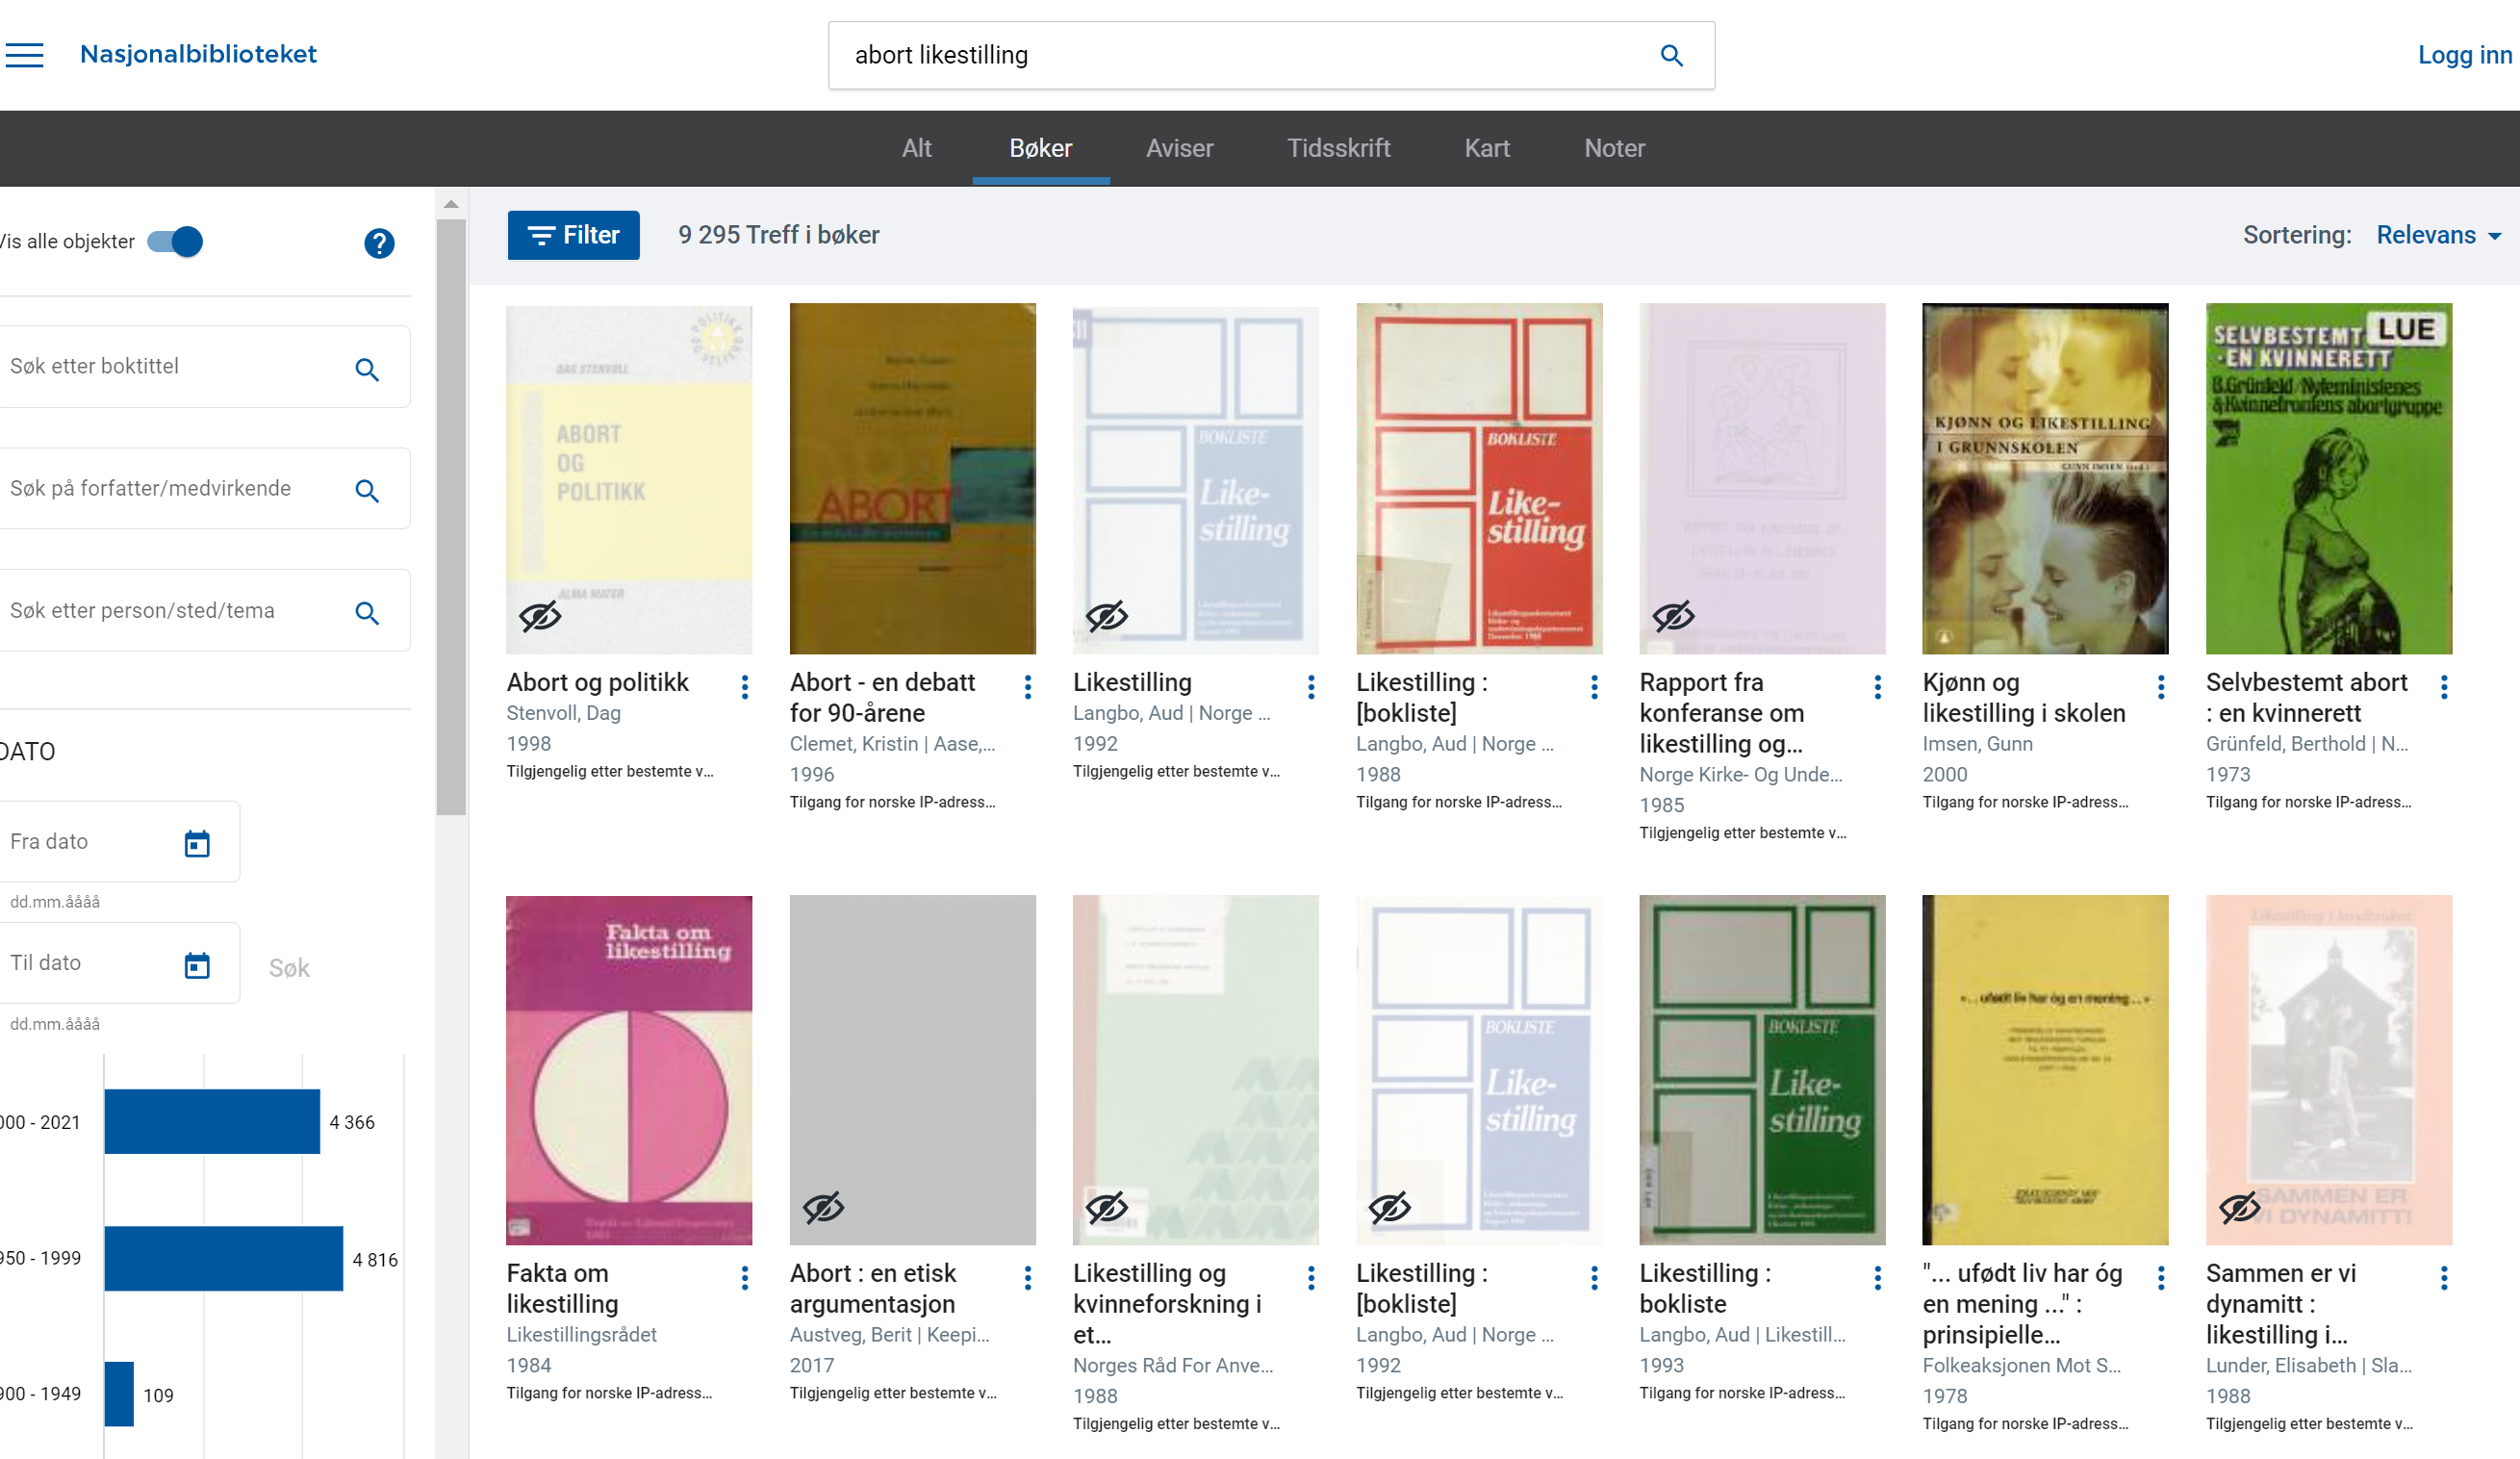 Nasjonalbiblioteket
abort likestilling
Logg inn
Alt
Bøker
Aviser
Tidsskrift
Kart
Noter
Vis alle objekter
?
Søk etter boktittel
Søk på forfatter/medvirkende
Søk etter person/sted/tema
DATO
Fra dato
dd.mm.åååå
Til dato
Søk
dd.mm.åååå
000 - 2021
4 366
950 - 1999
4 816
900 - 1949
109
Filter
9 295 Treff i bøker
Sortering:
Relevans
POLITIKK
OG VELFERD
DAG STENVOLL
ABORT
OG
POLITIKK
ALMA MATER
Abort og politikk
Stenvoll, Dag
1998
Tilgjengelig etter bestemte v...
ABORT
Abort - en debatt
for 90-årene
Clemet, Kristin | Aase,...
1996
Tilgang for norske IP-adress...
BOKLISTE
Like-
stilling
Likestilling
Langbo, Aud | Norge ...
1992
Tilgjengelig etter bestemte v...
BOKLISTE
Like-
stilling
Likestilling :
[bokliste]
Langbo, Aud | Norge ...
1988
Tilgang for norske IP-adress...
Rapport fra
konferanse om
likestilling og...
Norge Kirke- Og Unde...
1985
Tilgjengelig etter bestemte v...
KJØNN OG LIKESTILLING
I GRUNNSKOLEN
GUNN IMSEN (red.)
Kjønn og
likestilling i skolen
Imsen, Gunn
2000
Tilgang for norske IP-adress...
SELVBESTEMT
LUE
-EN KVINNERETT
B.Grünfeld/Nyfeministenes
&Kvinnefrontens abortgruppe
Selvbestemt abort
: en kvinnerett
Grünfeld, Berthold | N...
1973
Tilgang for norske IP-adress...
Fakta om
likestilling
Fakta om
likestilling
Likestillingsrådet
1984
Tilgang for norske IP-adress...
Abort : en etisk
argumentasjon
Austveg, Berit | Keepi...
2017
Tilgjengelig etter bestemte v...
Likestilling og
kvinneforskning i
et...
Norges Råd For Anve...
1988
Tilgjengelig etter bestemte v...
BOKLISTE
Like-
stilling
Likestilling :
[bokliste]
Langbo, Aud | Norge ...
1992
Tilgjengelig etter bestemte v...
BOKLISTE
Like-
stilling
Likestilling :
bokliste
Langbo, Aud | Likestill...
1993
Tilgang for norske IP-adress...
«... ufødt liv har óg en mening ...»
"... ufødt liv har óg
en mening ..." :
prinsipielle...
Folkeaksjonen Mot S...
1978
Tilgang for norske IP-adress...
Likestilling i landbruket
SAMMEN ER
VI DYNAMITT!
Sammen er vi
dynamitt :
likestilling i...
Lunder, Elisabeth | Sla...
1988
Tilgjengelig etter bestemte v...